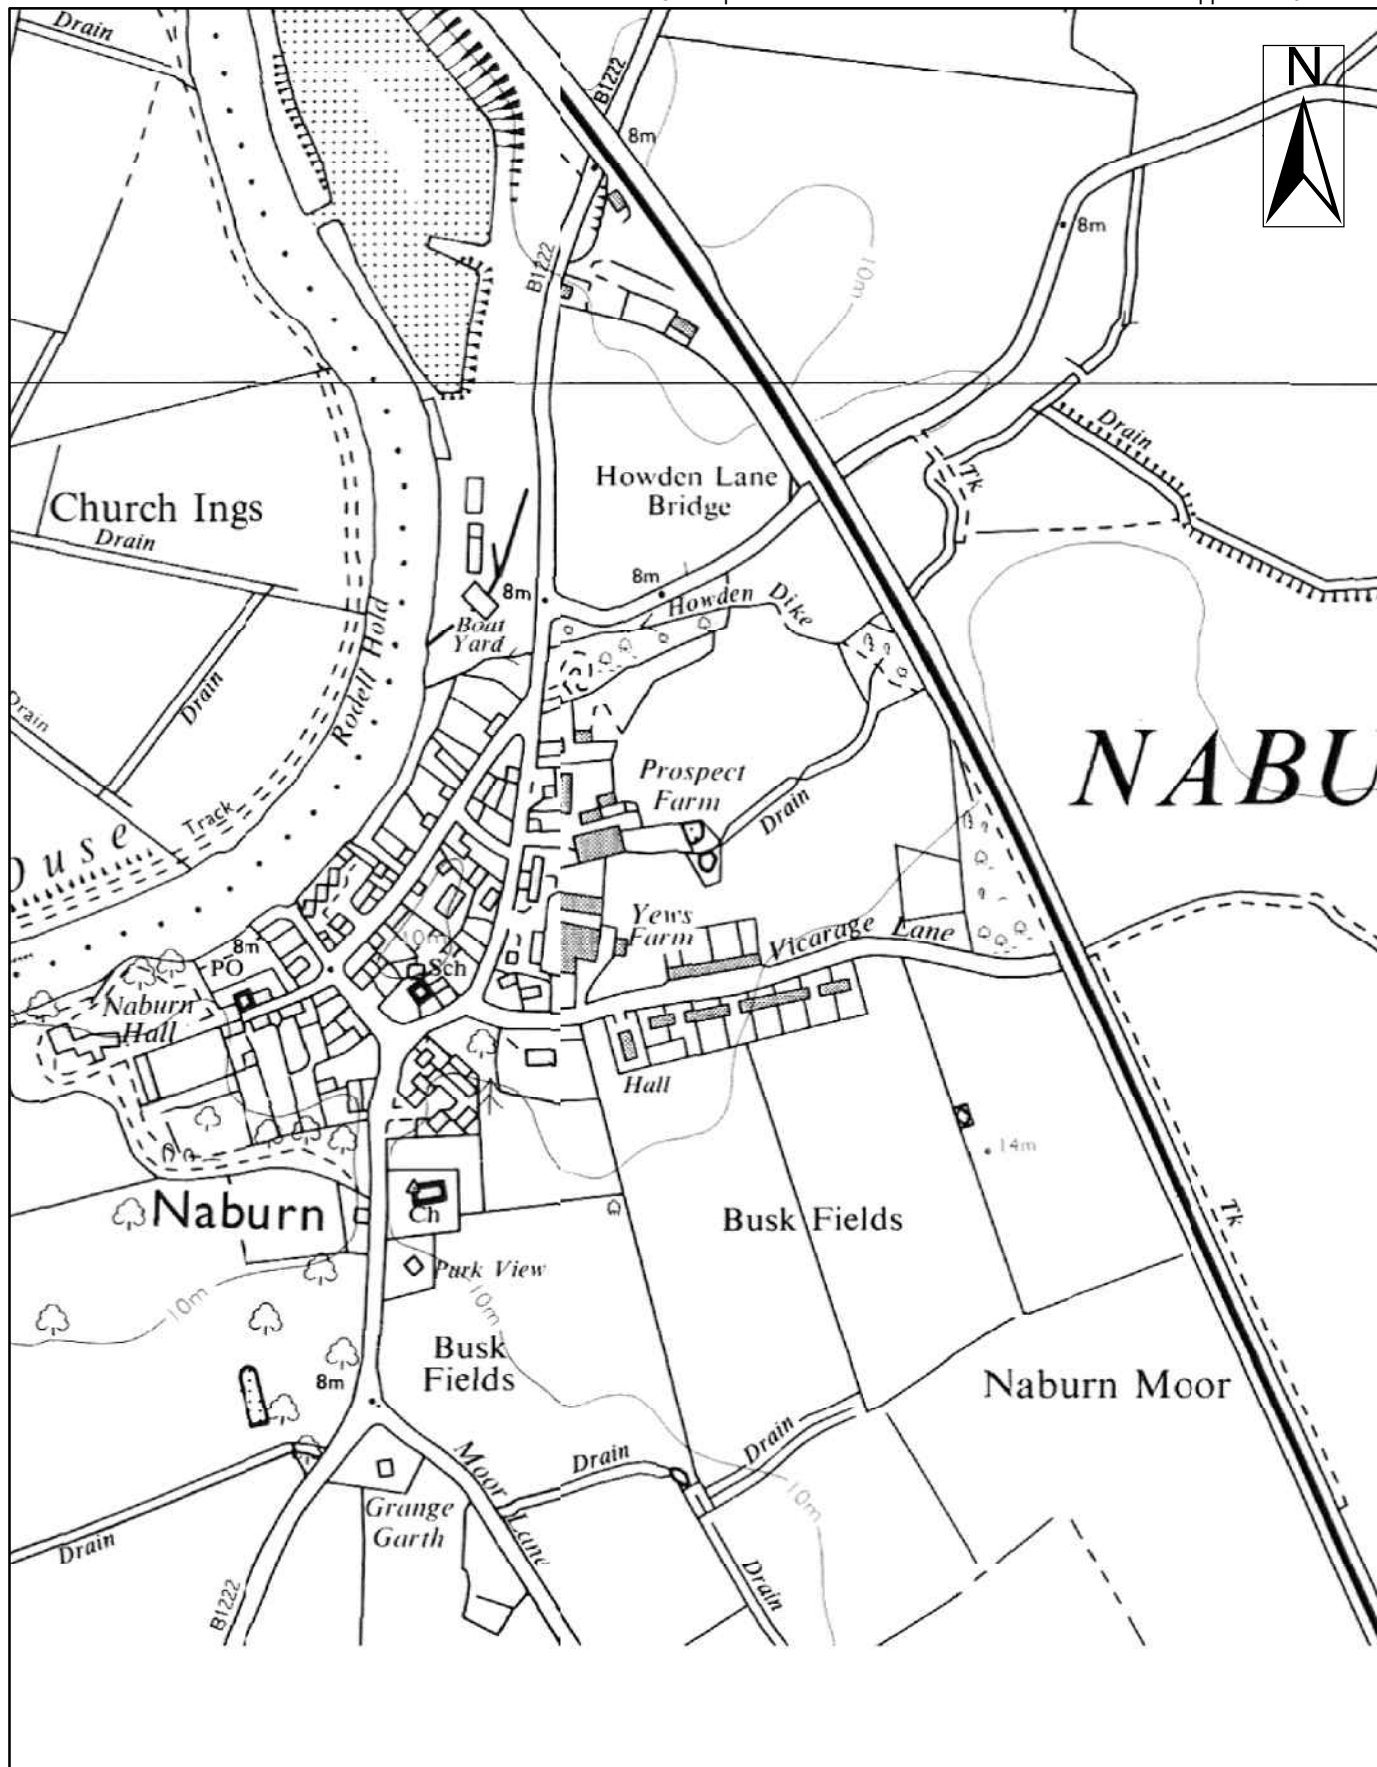 Drain
B1222
N
8m
8m
B1222
10m
Drain
Howden Lane
Bridge
Tk
Church Ings
Drain
8m
8m
Howden Dike
Boat
Yard
Rodell Hold
Drain
Drain
NABU
Prospect
Farm
Drain
Track
Ouse
Yews
Farm
Vicarage Lane
10m
8m
PO
Sch
Naburn
Hall
Hall
14m
Naburn
Ch
Busk Fields
Tk
Park View
10m
10m
Busk
Fields
8m
Naburn Moor
Moor Lane
Drain
Drain
10m
Grange
Garth
Drain
Drain
B1222